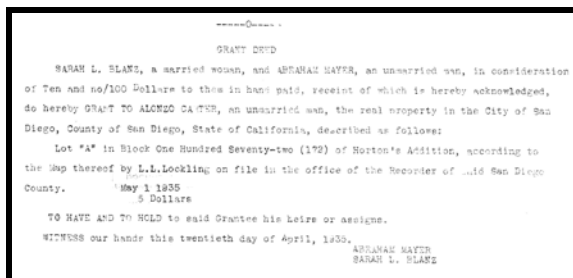 -----0-----
GRANT DEED
SARAH L. BLANZ, a married woman, and ABRAHAM MAYER, an unmarried man, in consideration
of Ten and no/100 Dollars to them in hand paid, receipt of which is hereby acknowledged,
do hereby GRANT TO ALONZO CARTER, an unmarried man, the real property in the City of San
Diego, County of San Diego, State of California, described as follows:
Lot "A" in Block One Hundred Seventy-two (172) of Horton's Addition, according to
the Map thereof by L.L.Lockling on file in the office of the Recorder of said San Diego
County. May 1 1935
5 Dollars
TO HAVE AND TO HOLD to said Grantee his heirs or assigns.
WITNESS our hands this twentieth day of April, 1935.
ABRAHAM MAYER
SARAH L. BLANZ